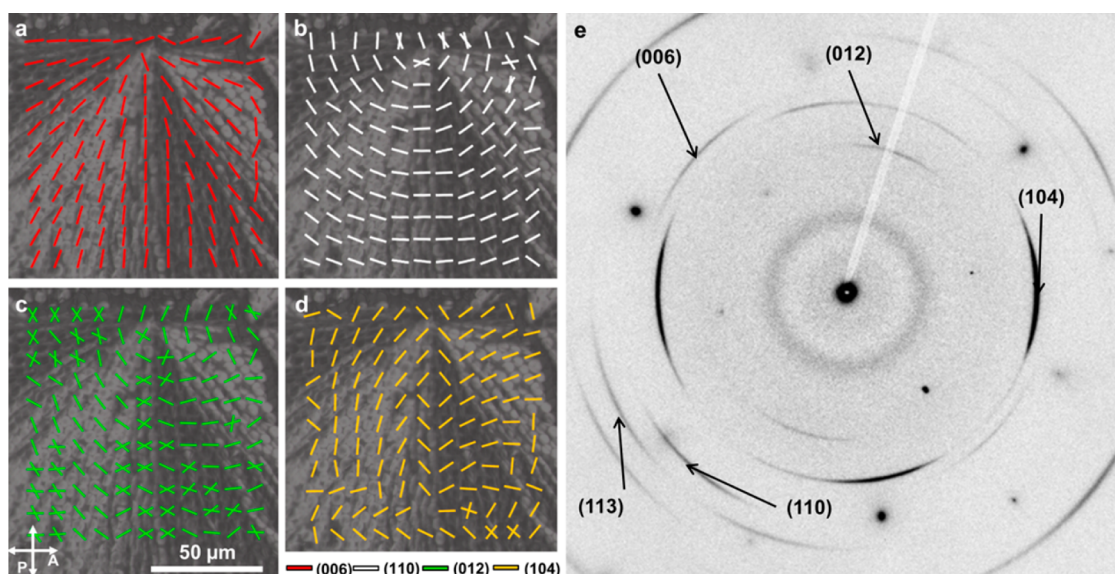 a
b
e
(006)
(012)
(104)
c
d
(113)
(110)
P
A
50 µm
(006) (110) (012) (104)